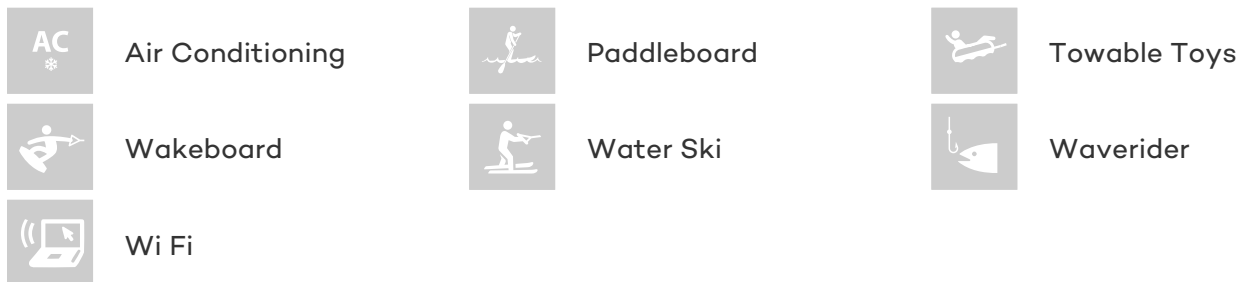 AC
Air Conditioning
Paddleboard
Towable Toys
Wakeboard
Water Ski
Waverider
Wi Fi